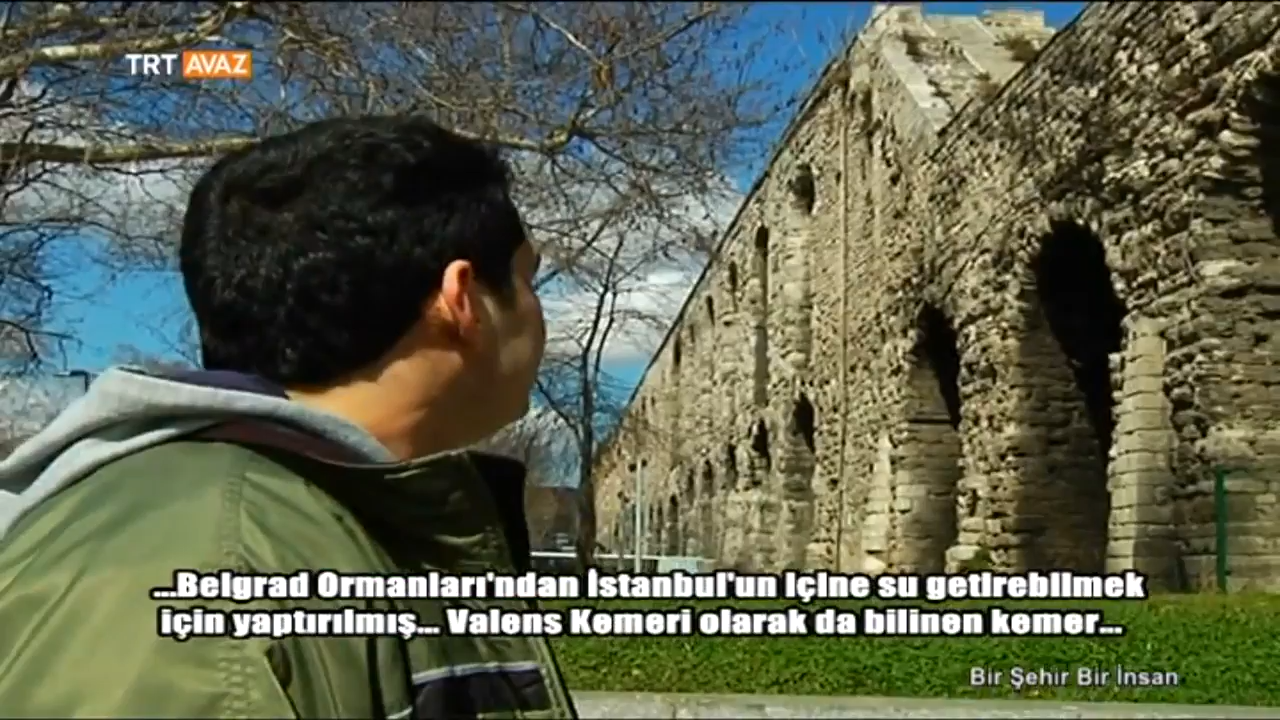 TRT AVAZ
...Belgrad Ormanları'ndan İstanbul'un içine su getirebilmek
için yaptırılmış... Valens Kemeri olarak da bilinen kemer...
Bir Şehir Bir İnsan